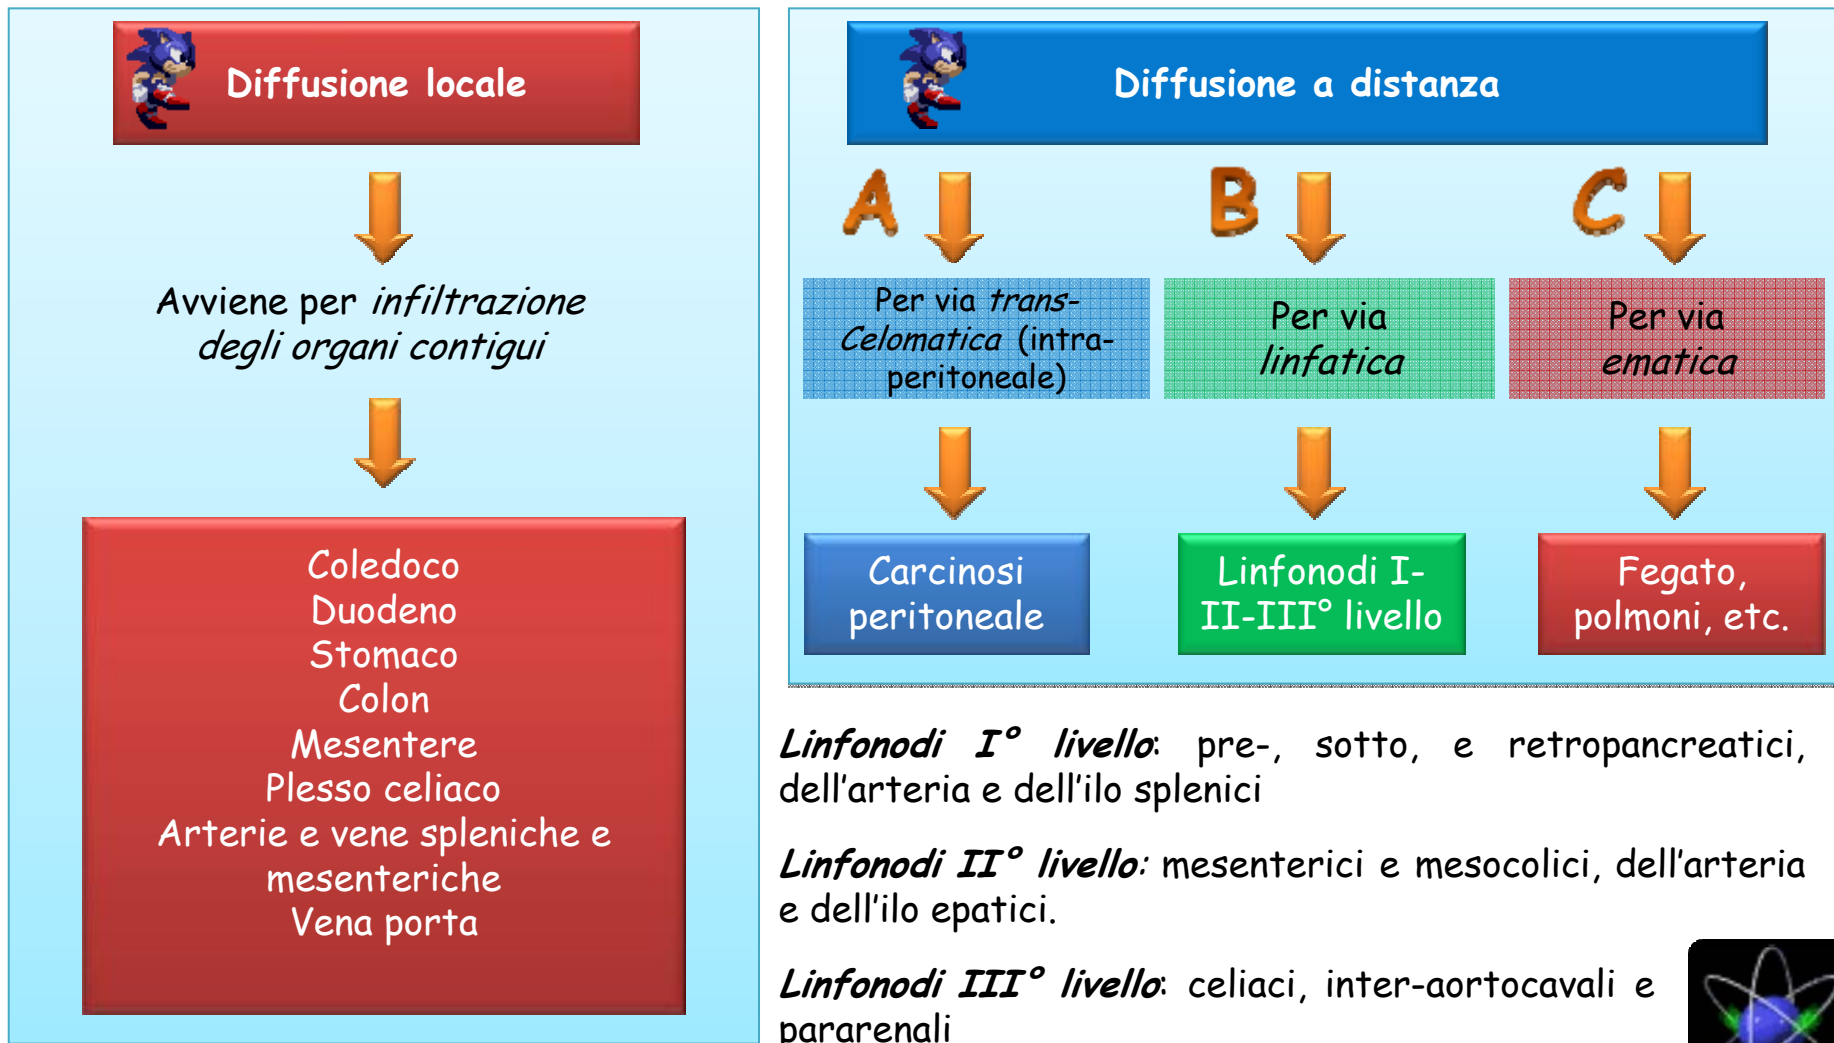 Diffusione locale
Avviene per infiltrazione
degli organi contigui
Coledoco
Duodeno
Stomaco
Colon
Mesentere
Plesso celiaco
Arterie e vene spleniche e
mesenteriche
Vena porta
Diffusione a distanza
A
B
C
Per via trans-
Celomatica (intra-
peritoneale)
Per via
linfatica
Per via
ematica
Carcinosi
peritoneale
Linfonodi I-
II-III° livello
Fegato,
polmoni, etc.
Linfonodi I° livello: pre-, sotto, e retropancreatici,
dell'arteria e dell'ilo splenici
Linfonodi II° livello: mesenterici e mesocolici, dell'arteria
e dell'ilo epatici.
Linfonodi III° livello: celiaci, inter-aortocavali e
pararenali